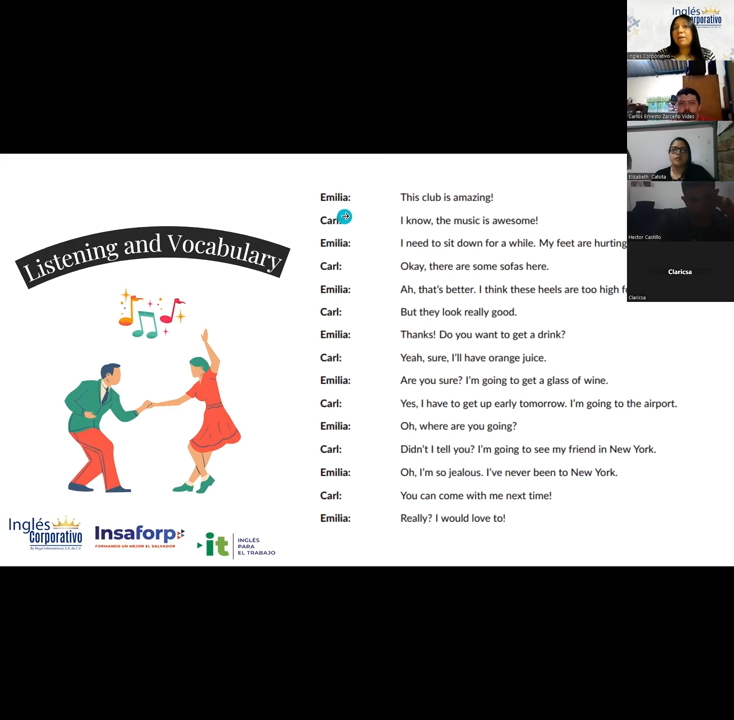 Inglés
Corporativo
Inglés Corporativo
Carlos Ernesto Zarceño Vides
Elizabeth Catota
Hector Castillo
Claricsa
Claricsa
Listening and Vocabulary
Emilia: This club is amazing!
Carl: I know, the music is awesome!
Emilia: I need to sit down for a while. My feet are hurting
Carl: Okay, there are some sofas here.
Emilia: Ah, that's better. I think these heels are too high
Carl: But they look really good.
Emilia: Thanks! Do you want to get a drink?
Carl: Yeah, sure, I'll have orange juice.
Emilia: Are you sure? I'm going to get a glass of wine.
Carl: Yes, I have to get up early tomorrow. I'm going to the airport.
Emilia: Oh, where are you going?
Carl: Didn't I tell you? I'm going to see my friend in New York.
Emilia: Oh, I'm so jealous. I've never been to New York.
Carl: You can come with me next time!
Emilia: Really? I would love to!
Inglés
Corporativo
Insaforp
FORMANDO UN MEJOR EL SALVADOR
it
INGLÉS
PARA
EL TRABAJO